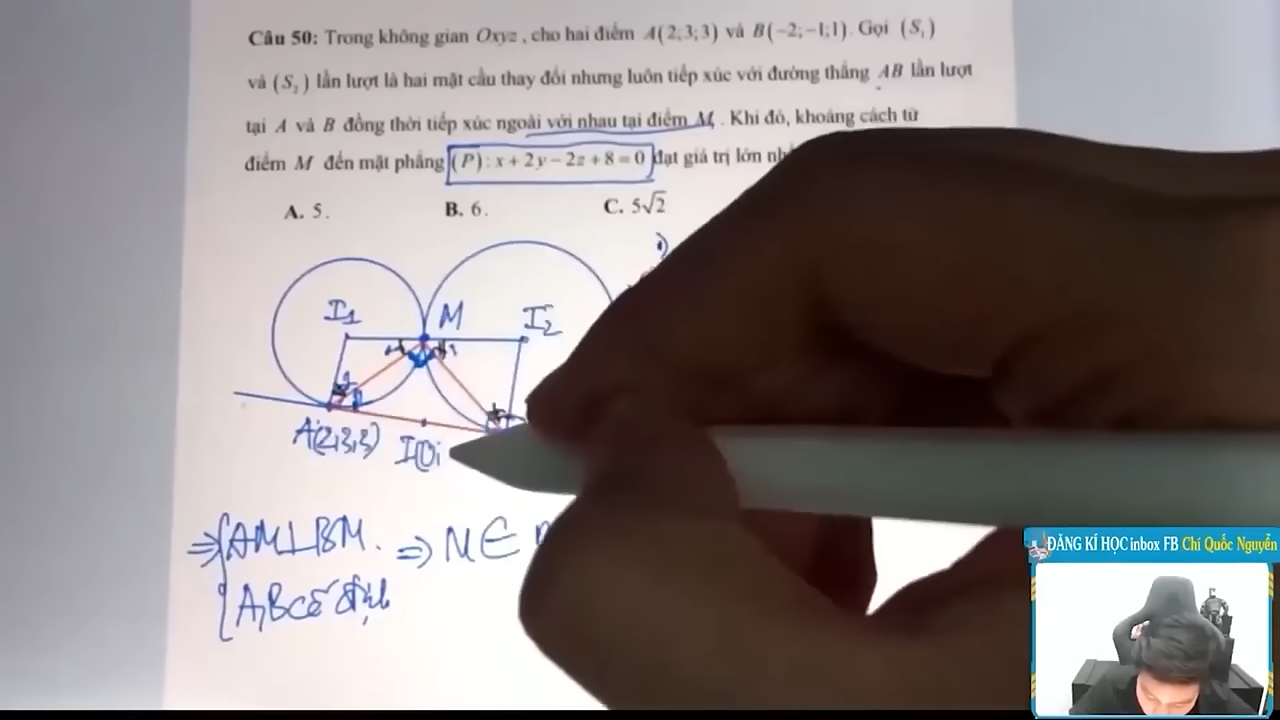 Câu 50: Trong không gian Oxyz, cho hai điểm A(2;3;3) và B(-2;-1;1). Gọi (S₁)
và (S₂) lần lượt là hai mặt cầu thay đổi nhưng luôn tiếp xúc với đường thẳng AB lần lượt
tại A và B đồng thời tiếp xúc ngoài với nhau tại điểm M. Khi đó, khoảng cách từ
điểm M đến mặt phẳng (P): x + 2y - 2z + 8 = 0 đạt giá trị lớn
A. 5. B. 6. C. 5√2
I₁ M I₂
A(2,3,3) I(0;
⇒ { AM⊥BM. ⇒ M ∈
A,B cố định
ĐĂNG KÍ HỌC inbox FB Chí Quốc Nguyễn